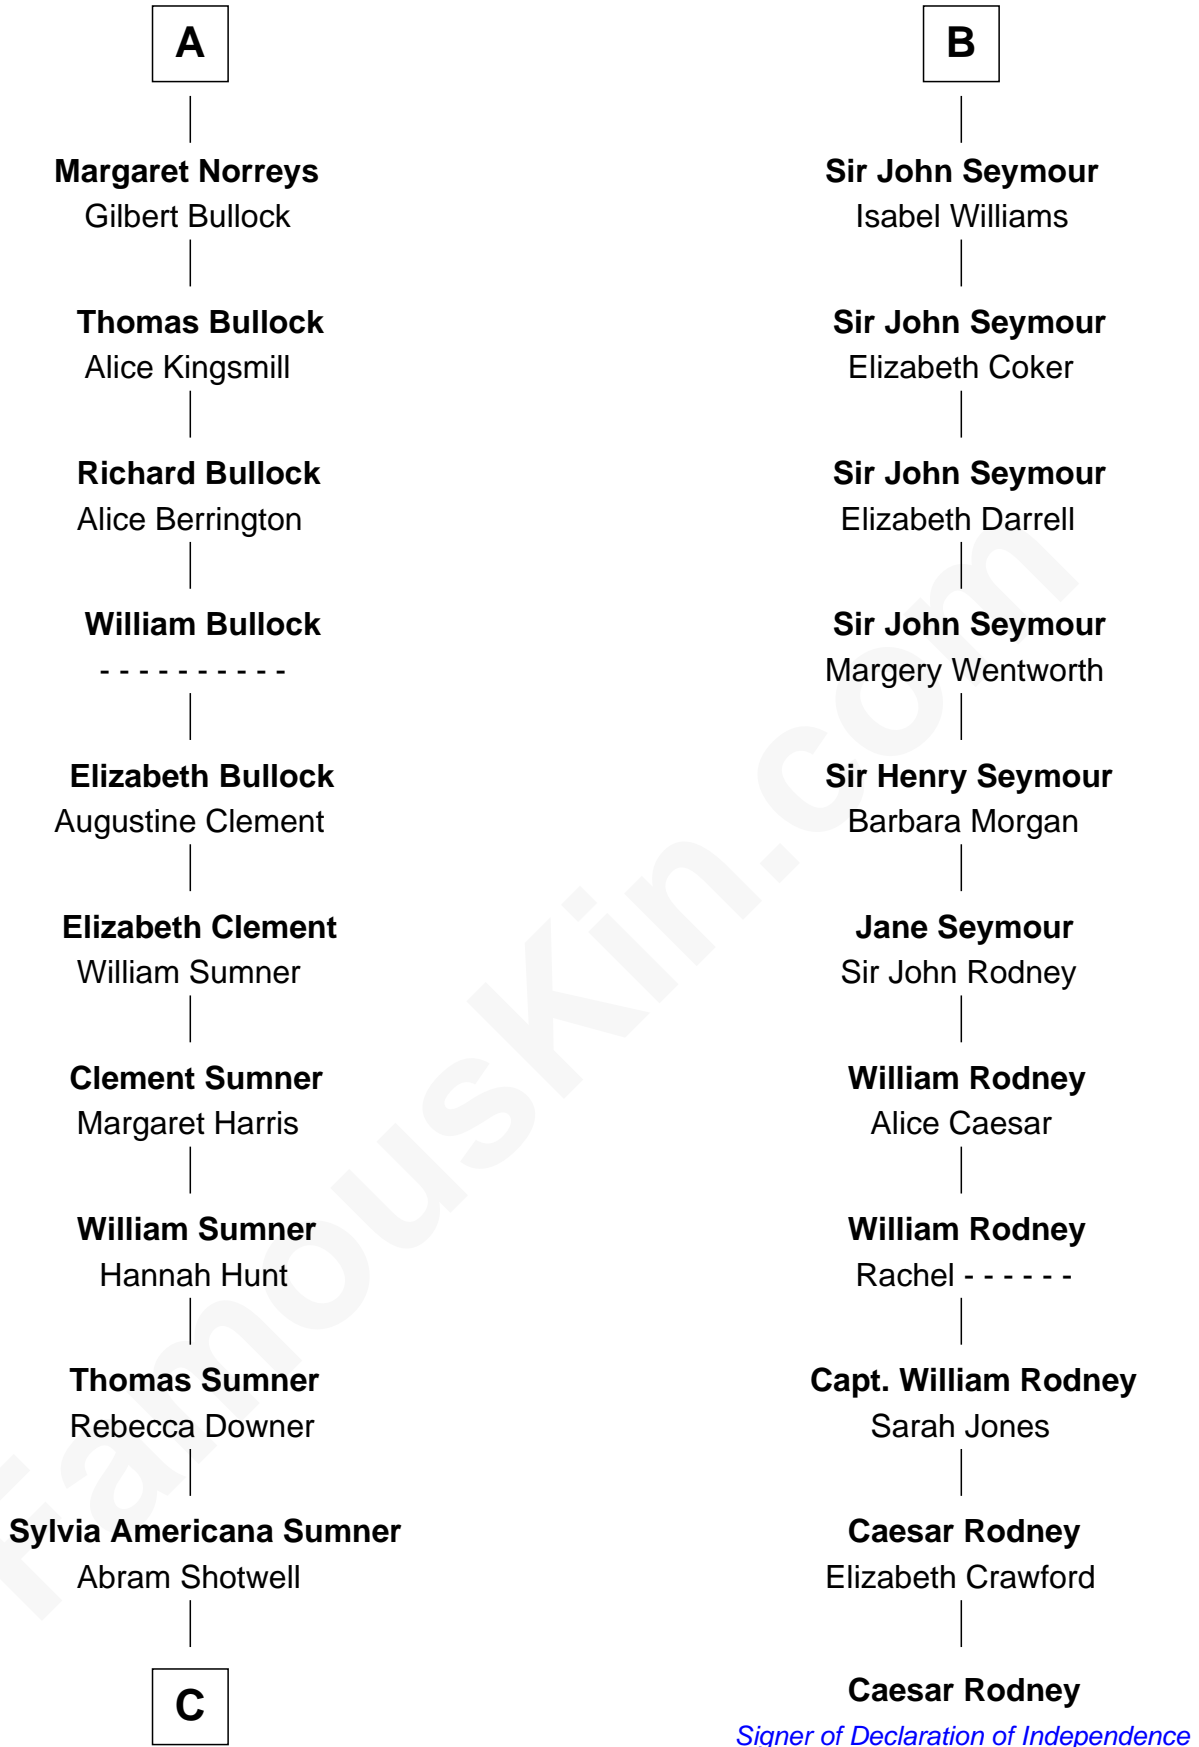 A
Margaret Norreys
Gilbert Bullock
Thomas Bullock
Alice Kingsmill
Richard Bullock
Alice Berrington
William Bullock
- - - - - - - - - -
Elizabeth Bullock
Augustine Clement
Elizabeth Clement
William Sumner
Clement Sumner
Margaret Harris
William Sumner
Hannah Hunt
Thomas Sumner
Rebecca Downer
Sylvia Americana Sumner
Abram Shotwell
C
B
Sir John Seymour
Isabel Williams
Sir John Seymour
Elizabeth Coker
Sir John Seymour
Elizabeth Darrell
Sir John Seymour
Margery Wentworth
Sir Henry Seymour
Barbara Morgan
Jane Seymour
Sir John Rodney
William Rodney
Alice Caesar
William Rodney
Rachel - - - - - -
Capt. William Rodney
Sarah Jones
Caesar Rodney
Elizabeth Crawford
Caesar Rodney
Signer of Declaration of Independence
FamousKin.com